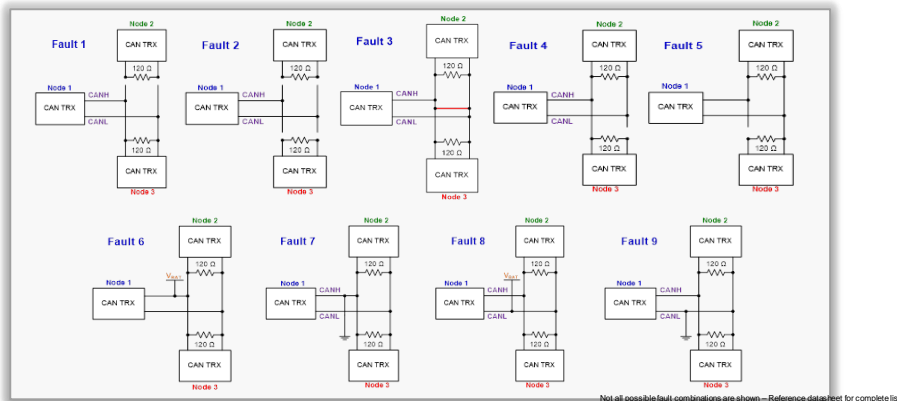 Fault 1
Node 2
CAN TRX
120 Ω
Node 1
CAN TRX
CANH
CANL
120 Ω
CAN TRX
Node 3
Fault 2
Node 2
CAN TRX
120 Ω
Node 1
CAN TRX
CANH
CANL
120 Ω
CAN TRX
Node 3
Fault 3
Node 2
CAN TRX
120 Ω
Node 1
CAN TRX
CANH
CANL
120 Ω
CAN TRX
Node 3
Fault 4
Node 2
CAN TRX
120 Ω
Node 1
CAN TRX
CANH
CANL
120 Ω
CAN TRX
Node 3
Fault 5
Node 2
CAN TRX
120 Ω
Node 1
CAN TRX
120 Ω
CAN TRX
Node 3
Fault 6
Node 2
CAN TRX
120 Ω
VBAT
Node 1
CAN TRX
120 Ω
CAN TRX
Node 3
Fault 7
Node 2
CAN TRX
120 Ω
Node 1
CAN TRX
CANH
CANL
120 Ω
CAN TRX
Node 3
Fault 8
Node 2
CAN TRX
120 Ω
VBAT
Node 1
CAN TRX
CANH
CANL
120 Ω
CAN TRX
Node 3
Fault 9
Node 2
CAN TRX
120 Ω
Node 1
CAN TRX
CANH
CANL
120 Ω
CAN TRX
Node 3
Not all possible fault combinations are shown – Reference datasheet for complete lis